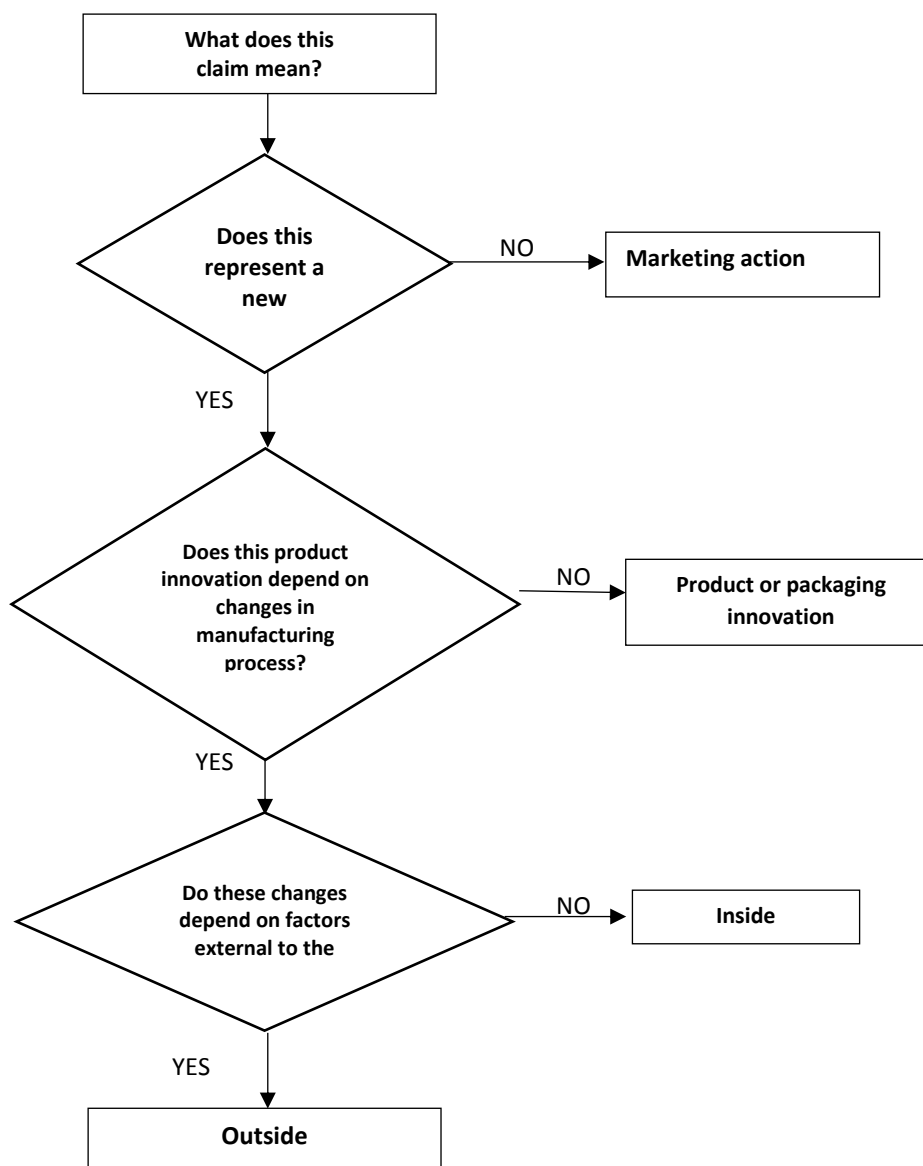 What does this
claim mean?
Does this
represent a
new
NO
Marketing action
YES
Does this product
innovation depend on
changes in
manufacturing
process?
NO
Product or packaging
innovation
YES
Do these changes
depend on factors
external to the
NO
Inside
YES
Outside